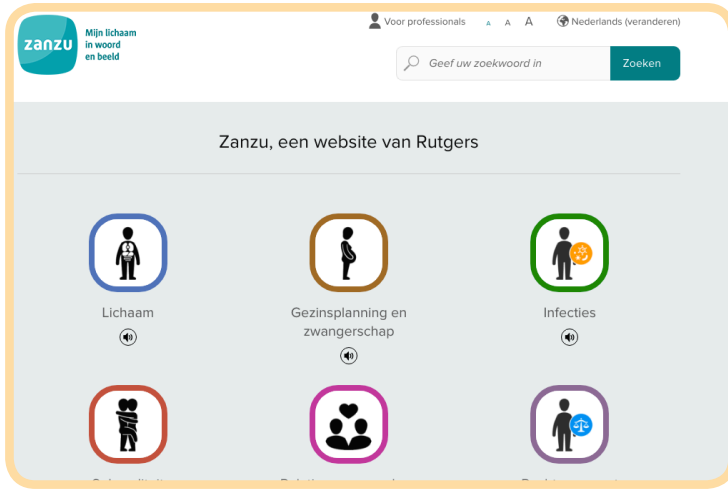 zanzu
Mijn lichaam
in woord
en beeld
Voor professionals A A A Nederlands (veranderen)
Geef uw zoekwoord in Zoeken
Zanzu, een website van Rutgers
Lichaam
Gezinsplanning en
zwangerschap
Infecties